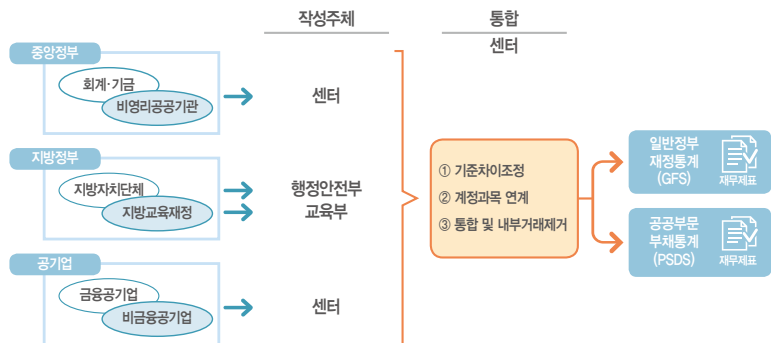 작성주체
통합
센터
중앙정부
회계·기금
비영리공공기관
센터
지방정부
지방자치단체
지방교육재정
행정안전부
교육부
공기업
금융공기업
비금융공기업
센터
① 기준차이조정
② 계정과목 연계
③ 통합 및 내부거래제거
일반정부
재정통계
(GFS)
재무제표
공공부문
부채통계
(PSDS)
재무제표